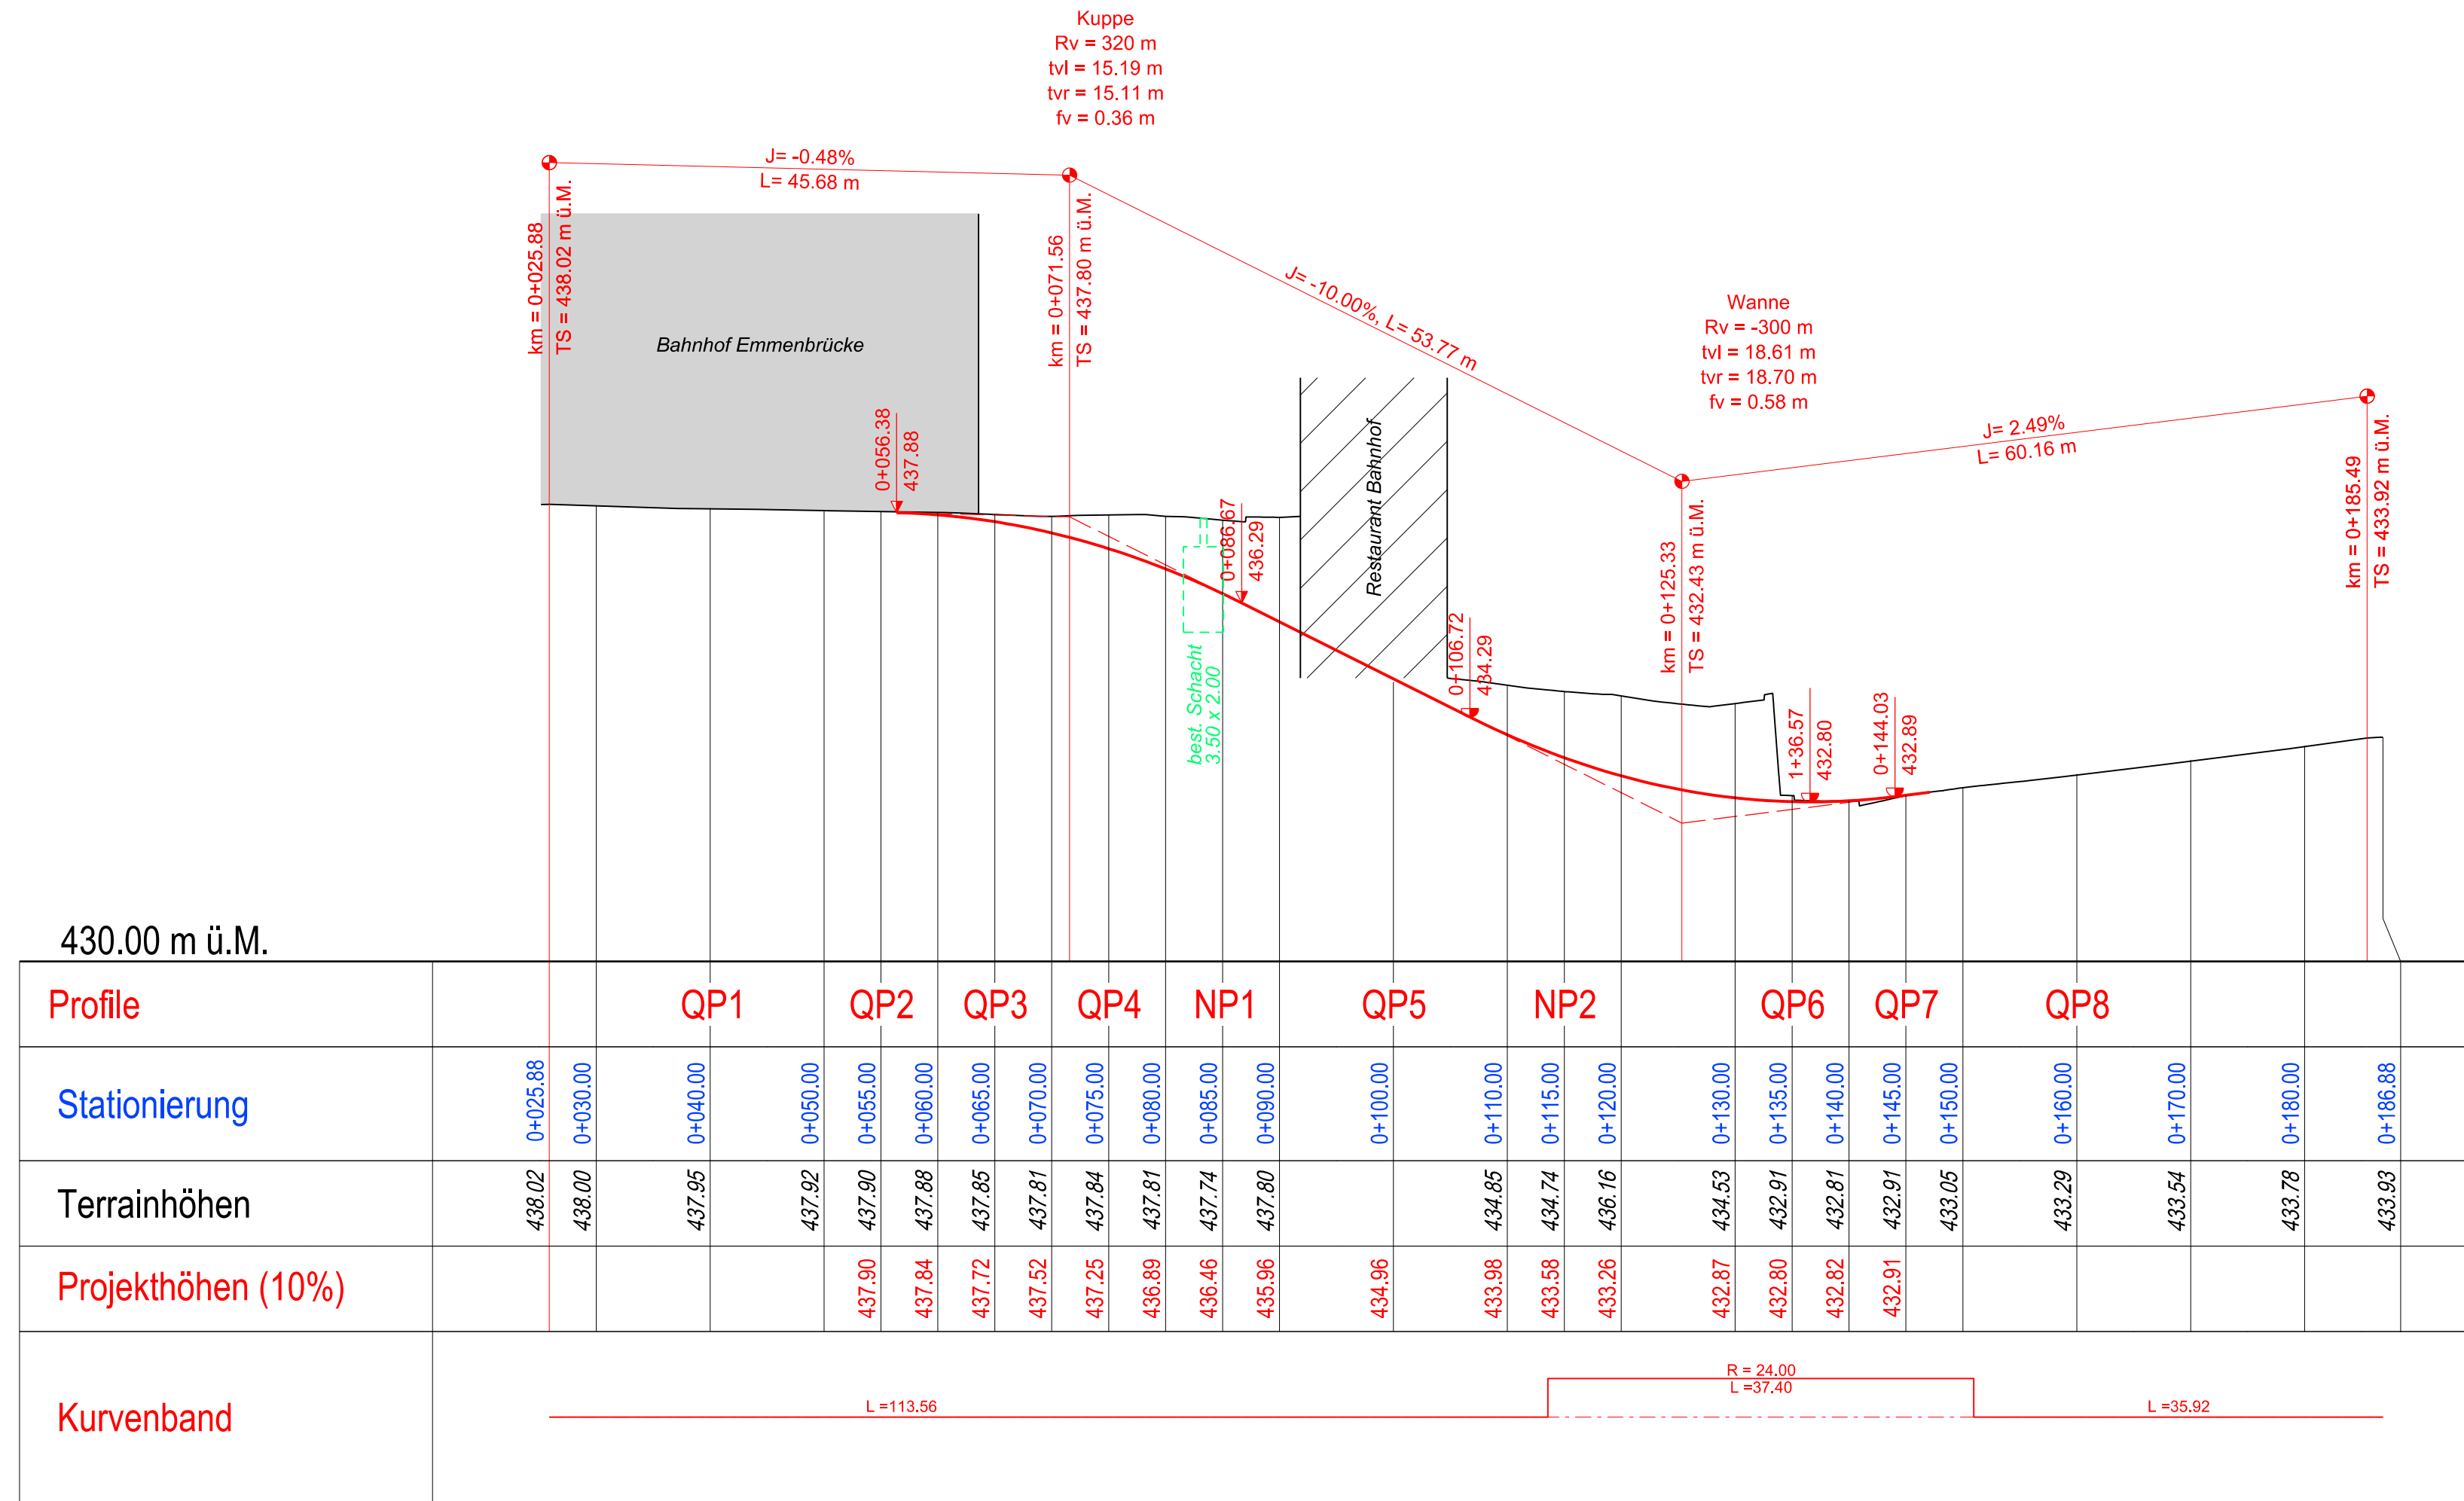 Kuppe
Rv = 320 m
tvl = 15.19 m
tvr = 15.11 m
fv = 0.36 m
J= -0.48%
L= 45.68 m
km = 0+025.88
TS = 438.02 m ü.M.
km = 0+071.56
TS = 437.80 m ü.M.
J= -10.00%, L= 53.77 m
Wanne
Rv = -300 m
tvl = 18.61 m
tvr = 18.70 m
fv = 0.58 m
J= 2.49%
L= 60.16 m
km = 0+125.33
TS = 432.43 m ü.M.
km = 0+185.49
TS = 433.92 m ü.M.
Bahnhof Emmenbrücke
Restaurant Bahnhof
0+056.38
437.88
0+086.67
436.29
best. Schacht
3.50 x 2.00
0+106.72
434.29
1+36.57
432.80
0+144.03
432.89
430.00 m ü.M.
Profile QP1 QP2 QP3 QP4 NP1 QP5 NP2 QP6 QP7 QP8
Stationierung 0+025.88 0+030.00 0+040.00 0+050.00 0+055.00 0+060.00 0+065.00 0+070.00 0+075.00 0+080.00 0+085.00 0+090.00 0+100.00 0+110.00 0+115.00 0+120.00 0+130.00 0+135.00 0+140.00 0+145.00 0+150.00 0+160.00 0+170.00 0+180.00 0+186.88
Terrainhöhen 438.02 438.00 437.95 437.92 437.90 437.88 437.85 437.81 437.84 437.81 437.74 437.80 434.85 434.74 436.16 434.53 432.91 432.81 432.91 433.05 433.29 433.54 433.78 433.93
Projekthöhen (10%) 437.90 437.84 437.72 437.52 437.25 436.89 436.46 435.96 434.96 433.98 433.58 433.26 432.87 432.80 432.82 432.91
Kurvenband
L =113.56
R = 24.00
L =37.40
L =35.92